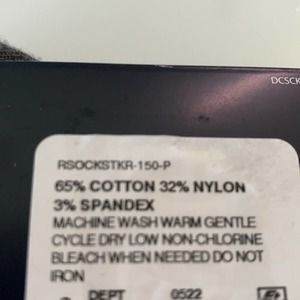 DCSCK
RSOCKSTKR-150-P
65% COTTON 32% NYLON
3% SPANDEX
MACHINE WASH WARM GENTLE
CYCLE DRY LOW NON-CHLORINE
BLEACH WHEN NEEDED DO NOT
IRON
DEPT 0522